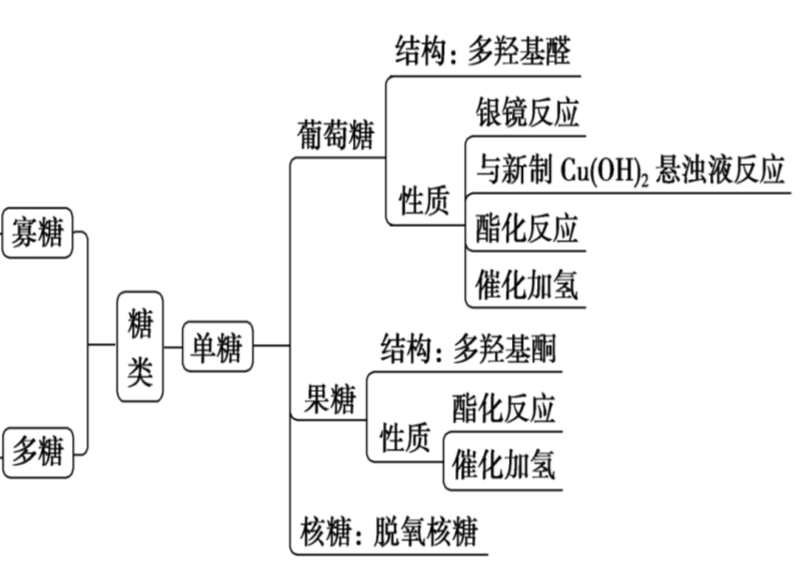 结构：多羟基醛
银镜反应
葡萄糖
与新制 Cu(OH)₂ 悬浊液反应
性质
酯化反应
寡糖
催化加氢
糖类
单糖
结构：多羟基酮
果糖
酯化反应
性质
多糖
催化加氢
核糖：脱氧核糖